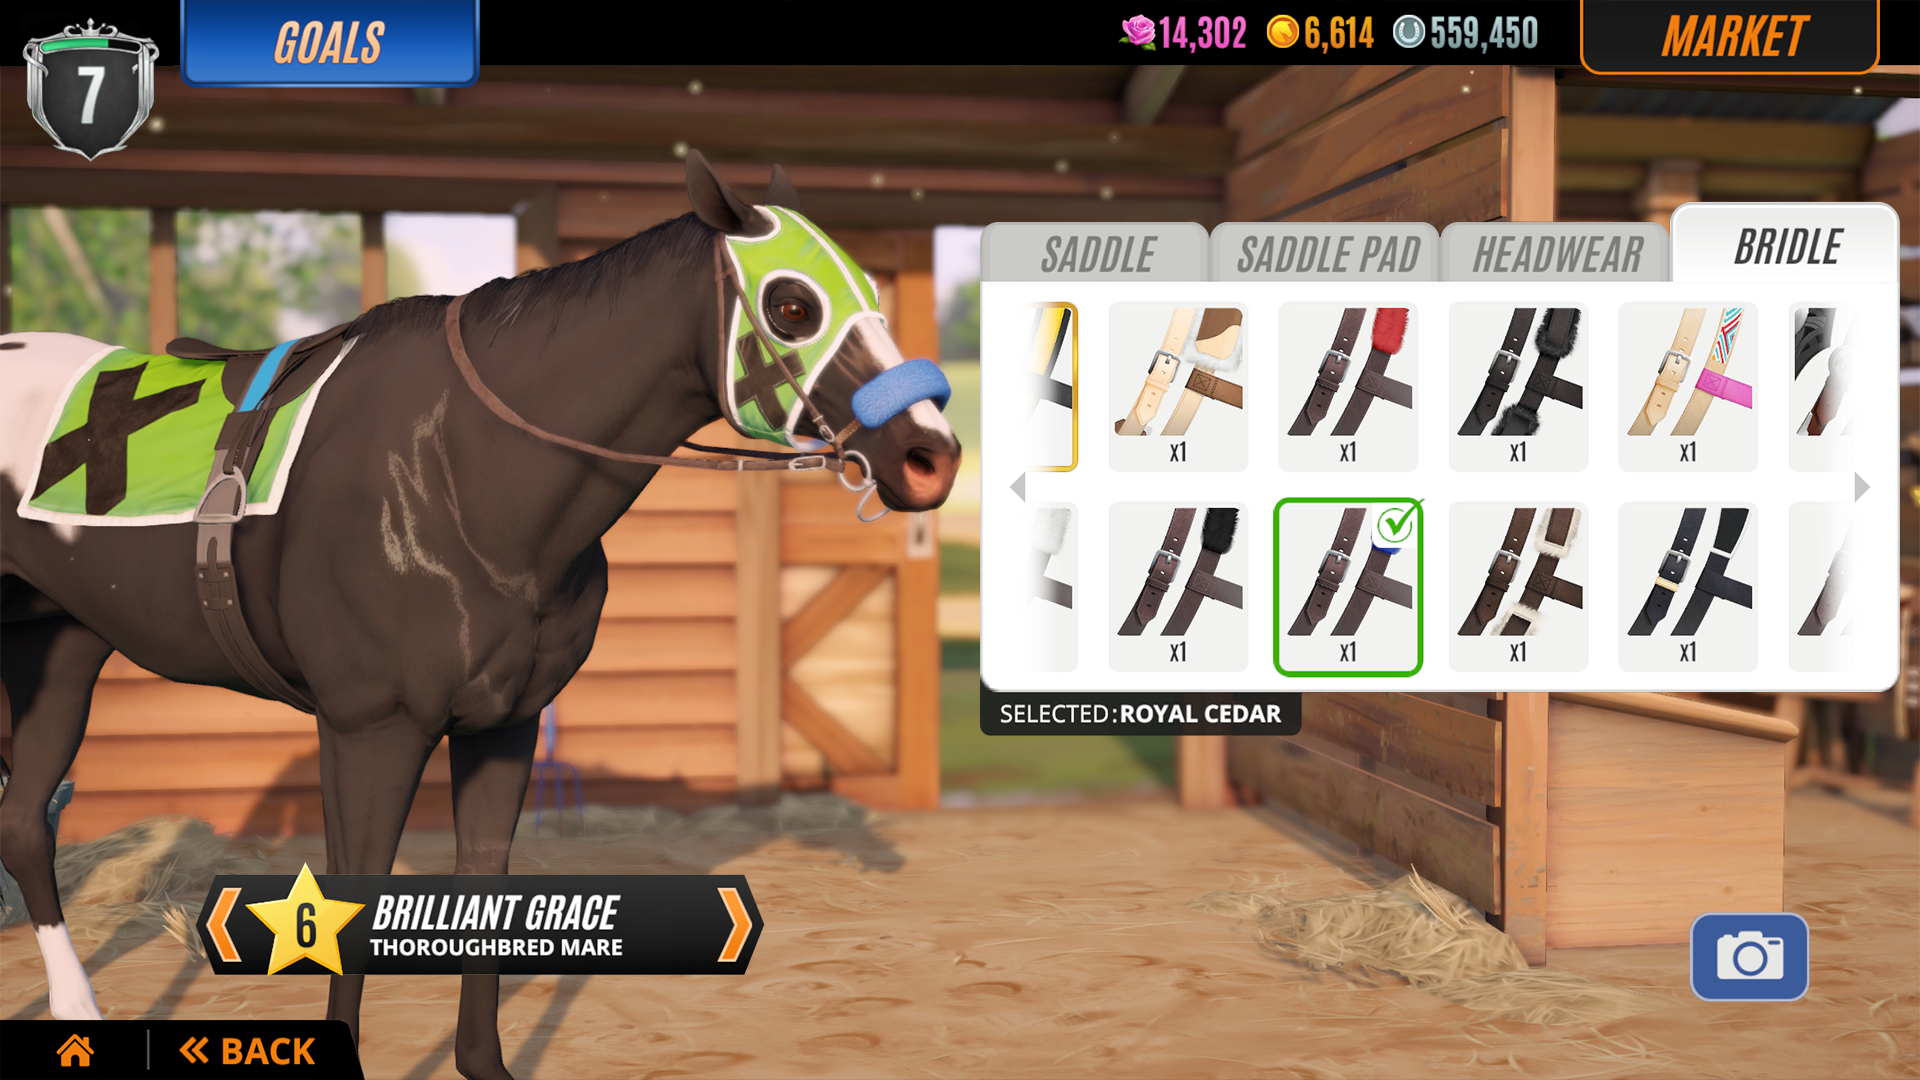 7
GOALS
14,302
6,614
559,450
MARKET
SADDLE
SADDLE PAD
HEADWEAR
BRIDLE
x1
x1
x1
x1
x1
x1
x1
x1
SELECTED: ROYAL CEDAR
6
BRILLIANT GRACE
THOROUGHBRED MARE
BACK